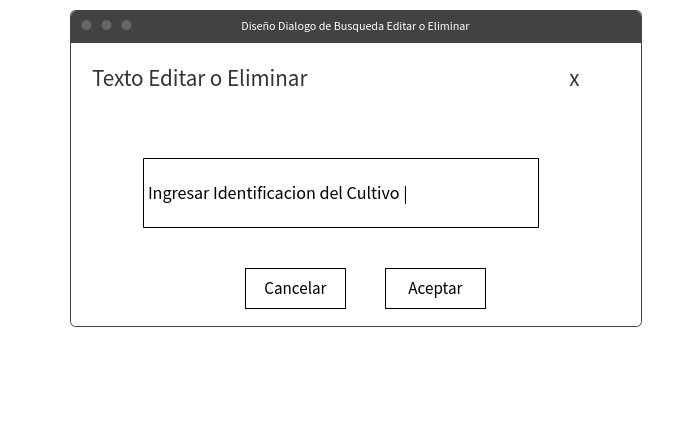 Diseño Dialogo de Busqueda Editar o Eliminar
Texto Editar o Eliminar
x
Ingresar Identificacion del Cultivo |
Cancelar
Aceptar